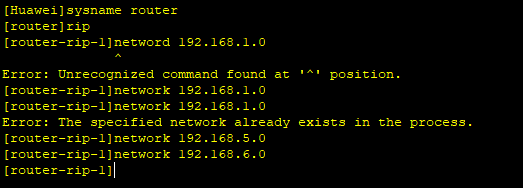 [Huawei]sysname router
[router]rip
[router-rip-1]netword 192.168.1.0
^
Error: Unrecognized command found at '^' position.
[router-rip-1]network 192.168.1.0
[router-rip-1]network 192.168.1.0
Error: The specified network already exists in the process.
[router-rip-1]network 192.168.5.0
[router-rip-1]network 192.168.6.0
[router-rip-1]